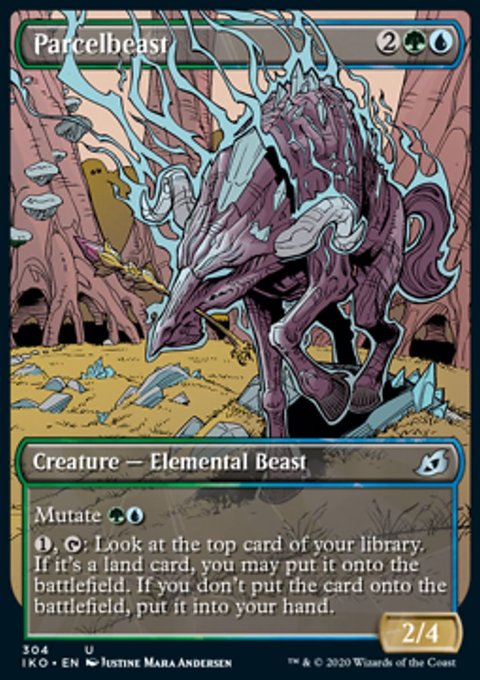 Parcelbeast 2
Creature — Elemental Beast
Mutate
1, T: Look at the top card of your library.
If it's a land card, you may put it onto the
battlefield. If you don't put the card onto the
battlefield, put it into your hand.
2/4
304 U
IKO • EN Justine Mara Andersen
™ & © 2020 Wizards of the Coast